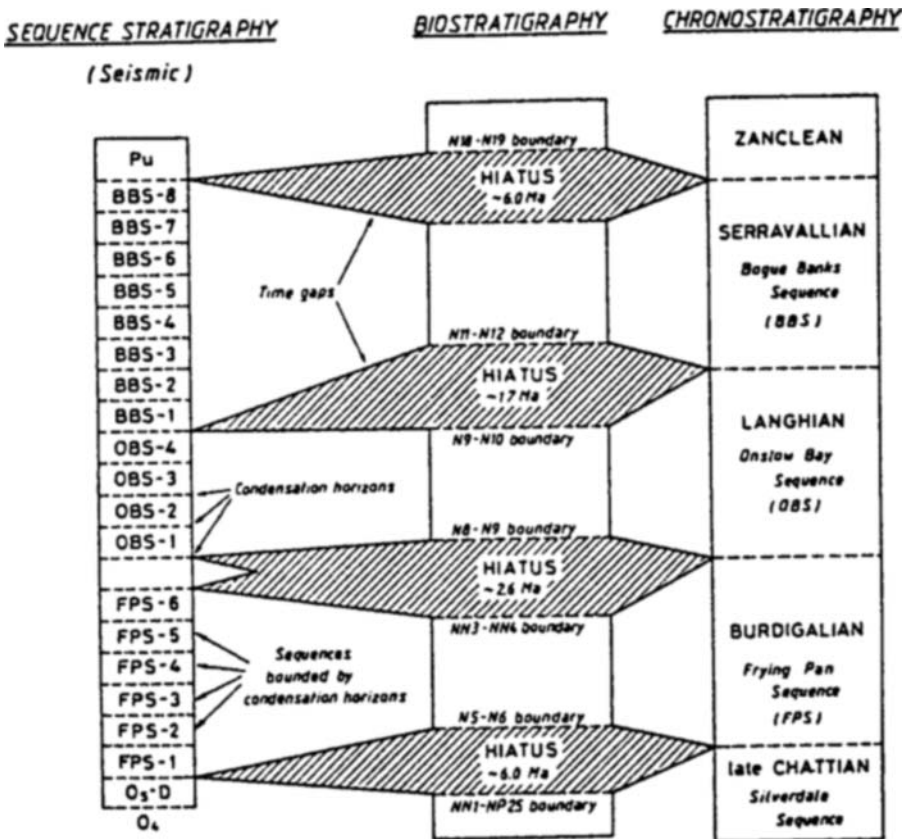 SEQUENCE STRATIGRAPHY
(Seismic)
Pu
BBS-8
BBS-7
BBS-6
BBS-5
BBS-4
BBS-3
BBS-2
BBS-1
OBS-4
OBS-3
OBS-2
OBS-1
FPS-6
FPS-5
FPS-4
FPS-3
FPS-2
FPS-1
O₅-D
O₄
Time gaps
Condensation horizons
Sequences
bounded by
condensation horizons
BIOSTRATIGRAPHY
N18-N19 boundary
HIATUS
~6.0 Ma
N11-N12 boundary
HIATUS
~1.7 Ma
N9-N10 boundary
N8-N9 boundary
HIATUS
~2.6 Ma
NN3-NN4 boundary
N5-N6 boundary
HIATUS
~6.0 Ma
NN1-NP25 boundary
CHRONOSTRATIGRAPHY
ZANCLEAN
SERRAVALLIAN
Bogue Banks
Sequence
(BBS)
LANGHIAN
Onslow Bay
Sequence
(OBS)
BURDIGALIAN
Frying Pan
Sequence
(FPS)
late CHATTIAN
Silverdale
Sequence